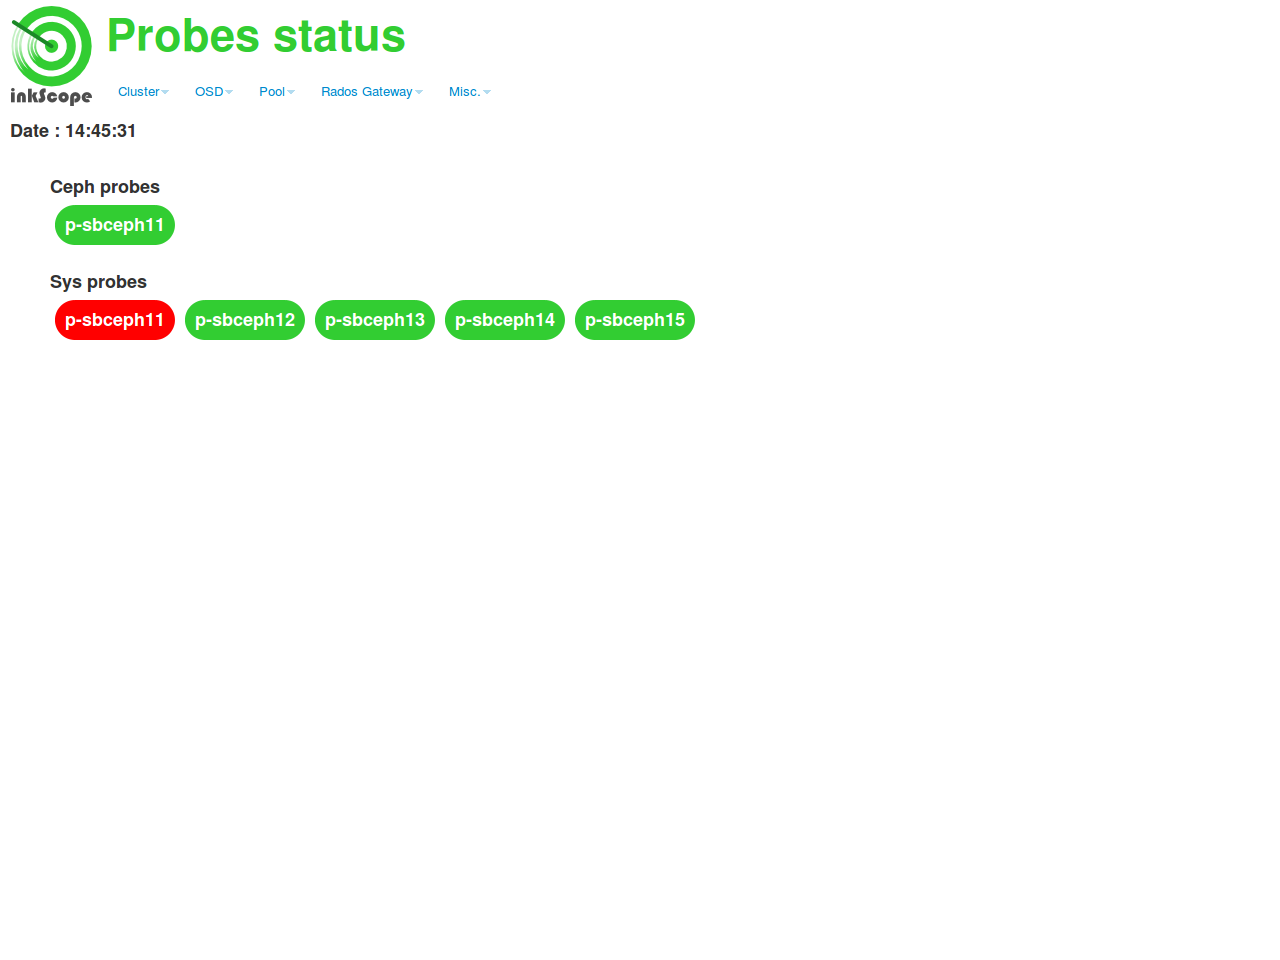 Probes status
inkScope
Cluster OSD Pool Rados Gateway Misc.
Date : 14:45:31
Ceph probes
p-sbceph11
Sys probes
p-sbceph11 p-sbceph12 p-sbceph13 p-sbceph14 p-sbceph15